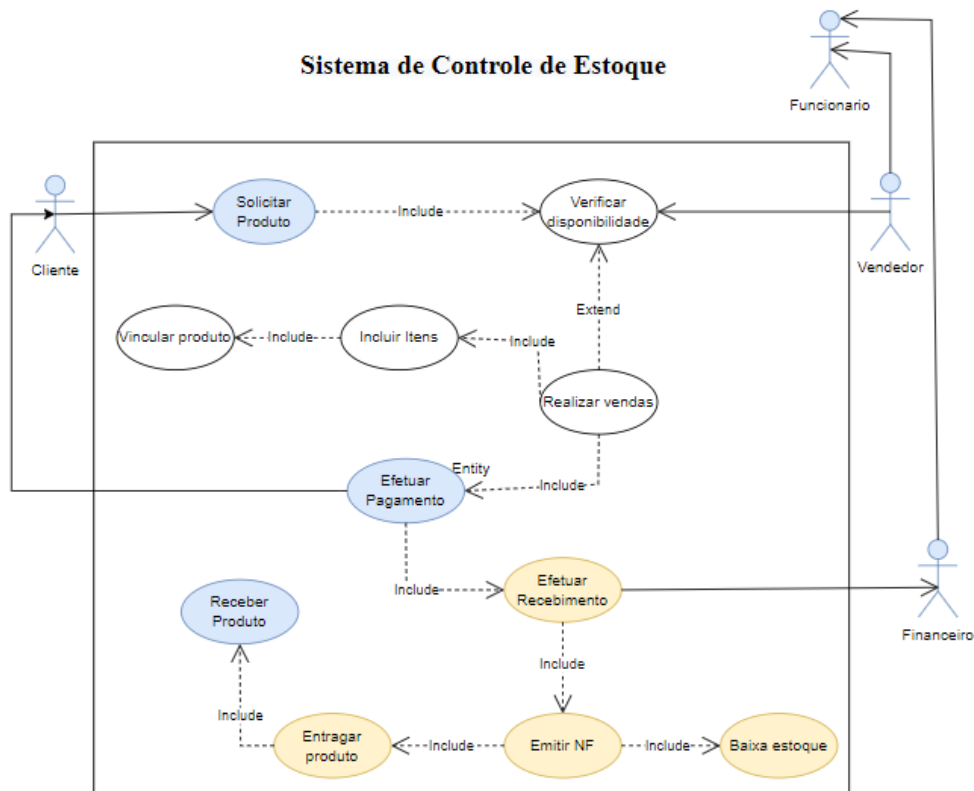 Sistema de Controle de Estoque
Funcionario
Solicitar
Produto
Include
Verificar
disponibilidade
Cliente
Vendedor
Extend
Vincular produto
Include
Incluir Itens
Include
Realizar vendas
Efetuar
Pagamento
Entity
Include
Include
Efetuar
Recebimento
Receber
Produto
Financeiro
Include
Include
Entragar
produto
Include
Emitir NF
Include
Baixa estoque